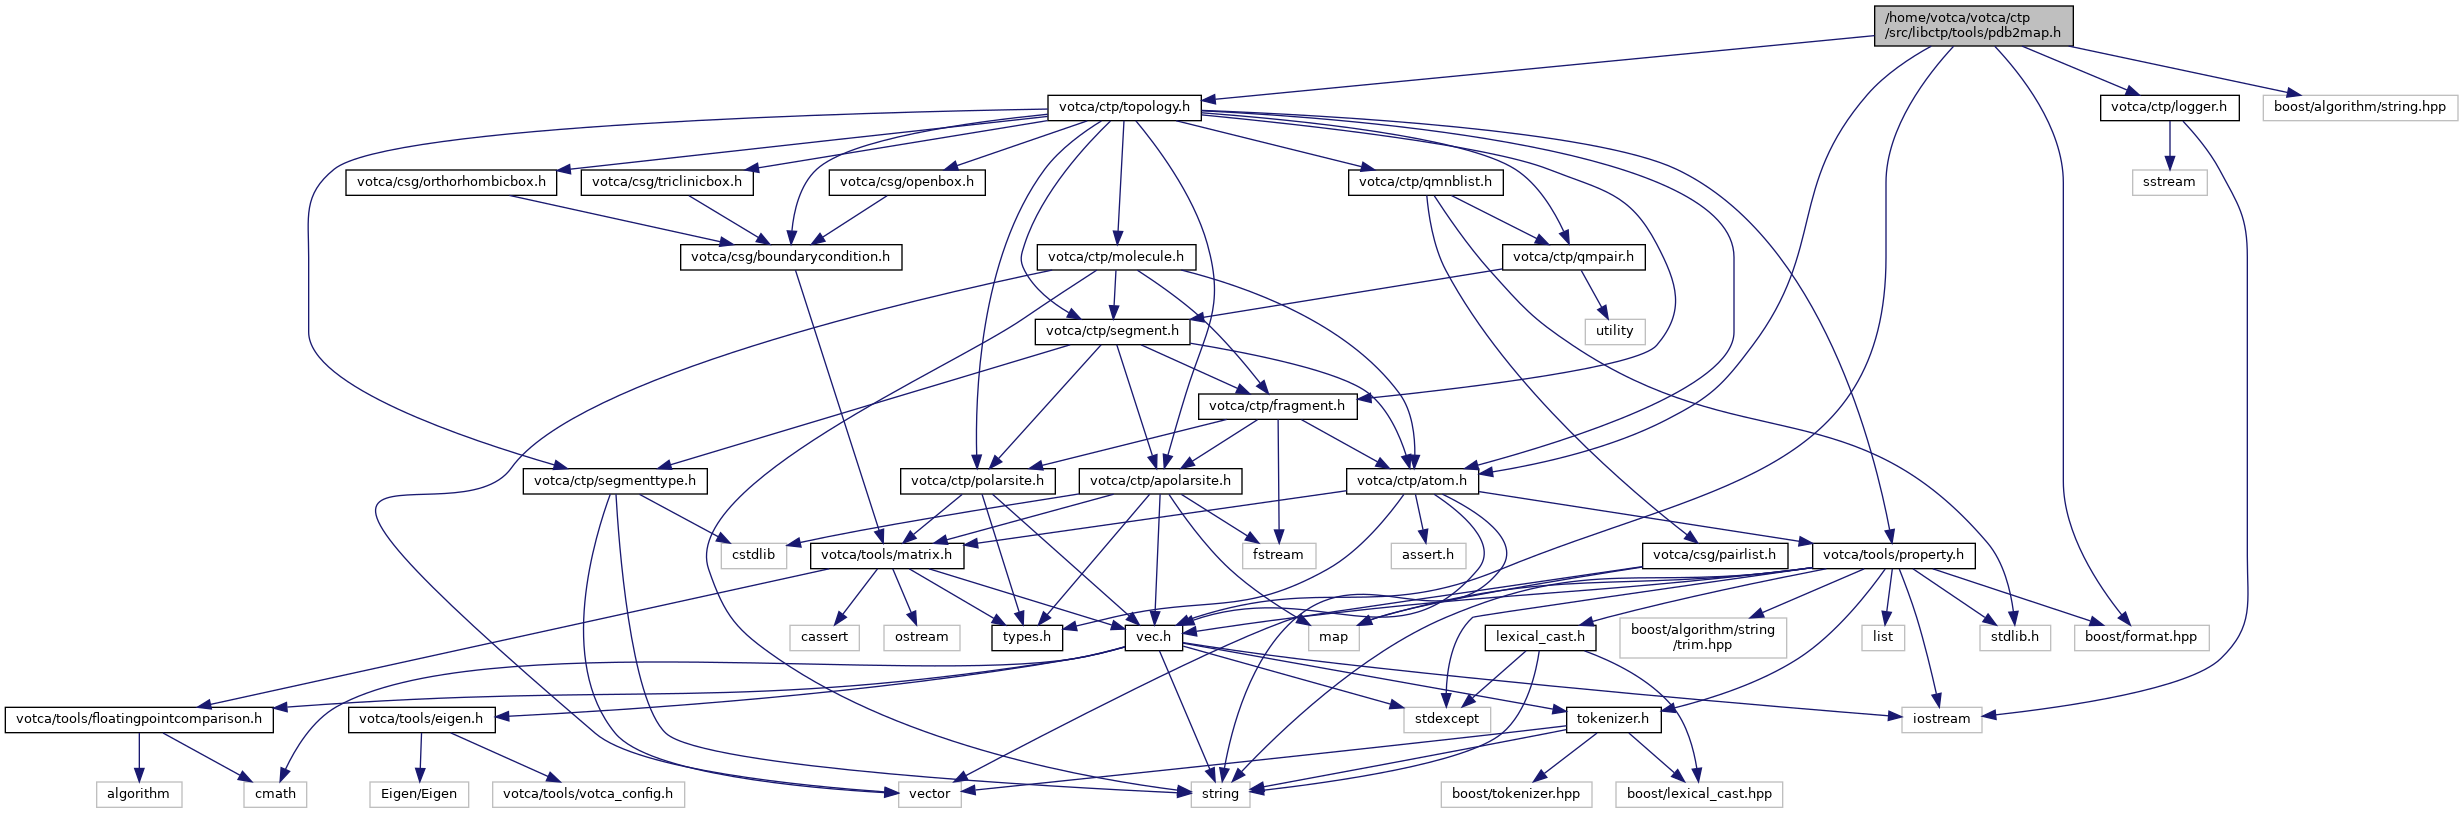 /home/votca/votca/ctp
/src/libctp/tools/pdb2map.h
votca/ctp/topology.h
votca/ctp/logger.h
boost/algorithm/string.hpp
votca/csg/orthorhombicbox.h
votca/csg/triclinicbox.h
votca/csg/openbox.h
votca/ctp/qmnblist.h
sstream
votca/csg/boundarycondition.h
votca/ctp/molecule.h
votca/ctp/qmpair.h
votca/ctp/segment.h
utility
votca/ctp/fragment.h
votca/ctp/segmenttype.h
votca/ctp/polarsite.h
votca/ctp/apolarsite.h
votca/ctp/atom.h
cstdlib
votca/tools/matrix.h
fstream
assert.h
votca/csg/pairlist.h
votca/tools/property.h
cassert
ostream
types.h
vec.h
map
lexical_cast.h
boost/algorithm/string
/trim.hpp
list
stdlib.h
boost/format.hpp
votca/tools/floatingpointcomparison.h
votca/tools/eigen.h
stdexcept
tokenizer.h
iostream
algorithm
cmath
Eigen/Eigen
votca/tools/votca_config.h
vector
string
boost/tokenizer.hpp
boost/lexical_cast.hpp